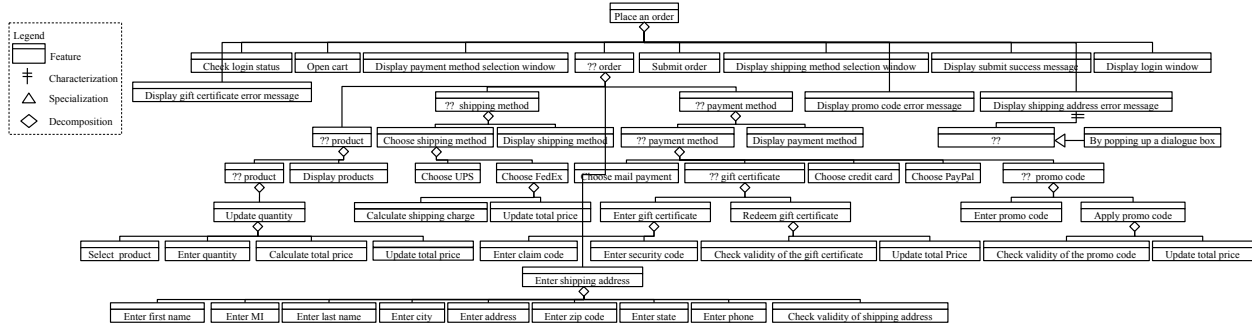 Place an order
Legend
Feature
Characterization
Specialization
Decomposition
Check login status
Open cart
Display payment method selection window
?? order
Submit order
Display shipping method selection window
Display submit success message
Display login window
Display gift certificate error message
?? shipping method
?? payment method
Display promo code error message
Display shipping address error message
?? product
Choose shipping method
Display shipping method
?? payment method
Display payment method
??
By popping up a dialogue box
?? product
Display products
Choose UPS
Choose FedEx
Choose mail payment
?? gift certificate
Choose credit card
Choose PayPal
?? promo code
Update quantity
Calculate shipping charge
Update total price
Enter gift certificate
Redeem gift certificate
Enter promo code
Apply promo code
Select product
Enter quantity
Calculate total price
Update total price
Enter claim code
Enter security code
Check validity of the gift certificate
Update total Price
Check validity of the promo code
Update total price
Enter shipping address
Enter first name
Enter MI
Enter last name
Enter city
Enter address
Enter zip code
Enter state
Enter phone
Check validity of shipping address